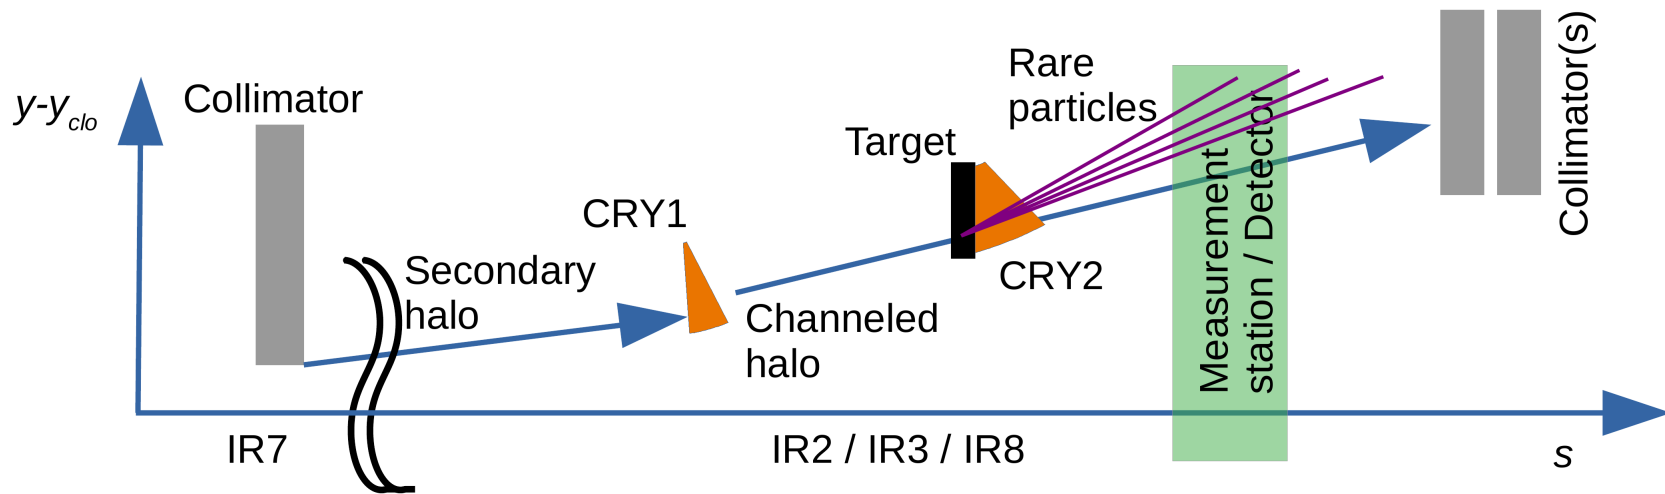 y-y_clo
Collimator
Secondary
halo
CRY1
Channeled
halo
Target
CRY2
Rare
particles
Measurement
station / Detector
Collimator(s)
IR7
IR2 / IR3 / IR8
s